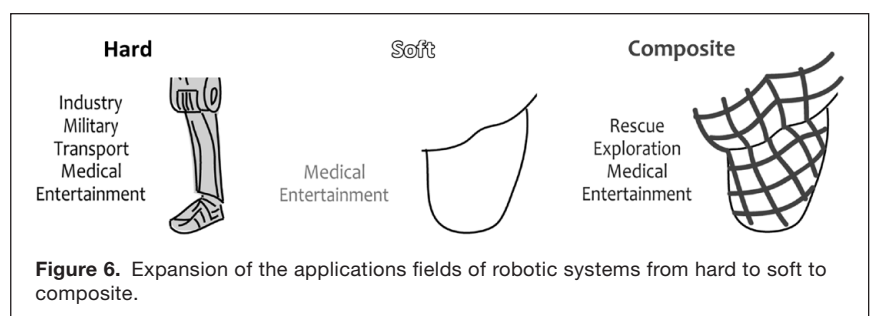 Hard
Industry
Military
Transport
Medical
Entertainment
Soft
Medical
Entertainment
Composite
Rescue
Exploration
Medical
Entertainment
Figure 6. Expansion of the applications fields of robotic systems from hard to soft to
composite.